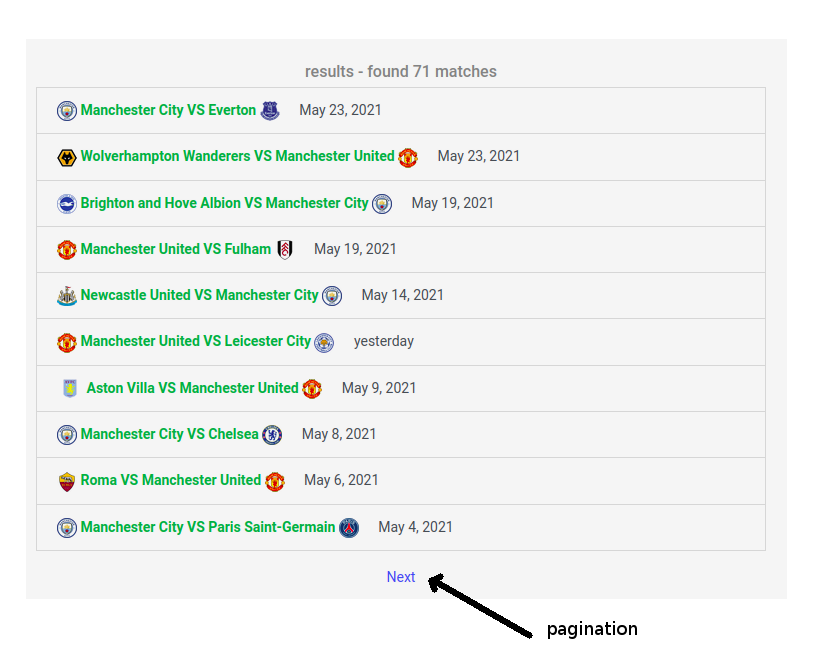 results - found 71 matches
Manchester City VS Everton May 23, 2021
Wolverhampton Wanderers VS Manchester United May 23, 2021
Brighton and Hove Albion VS Manchester City May 19, 2021
Manchester United VS Fulham May 19, 2021
Newcastle United VS Manchester City May 14, 2021
Manchester United VS Leicester City yesterday
Aston Villa VS Manchester United May 9, 2021
Manchester City VS Chelsea May 8, 2021
Roma VS Manchester United May 6, 2021
Manchester City VS Paris Saint-Germain May 4, 2021
Next
pagination